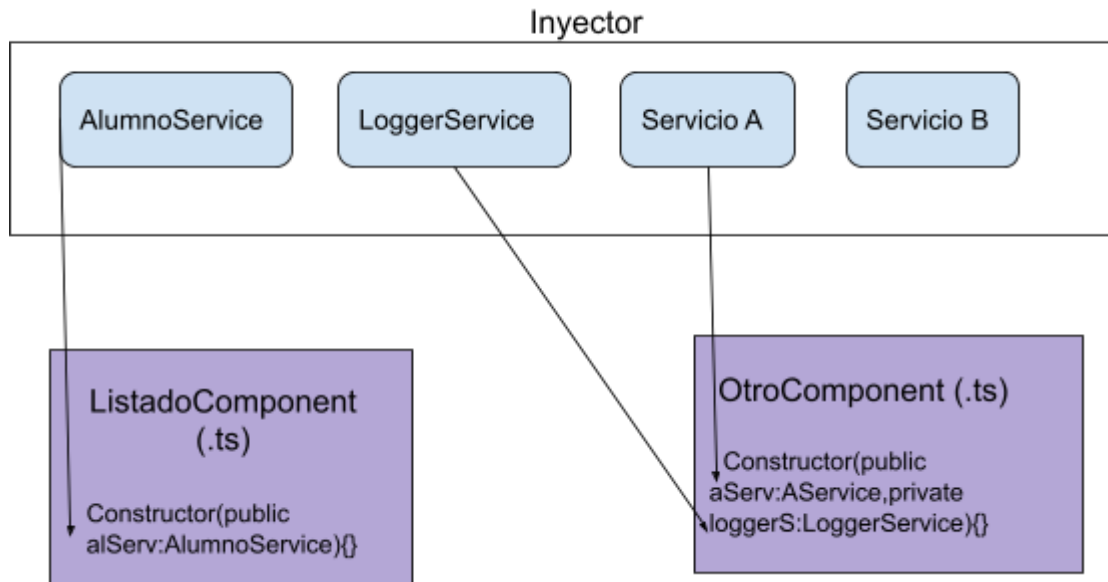 Inyector
AlumnoService
LoggerService
Servicio A
Servicio B
ListadoComponent
(.ts)
Constructor(public
alServ:AlumnoService){}
OtroComponent (.ts)
Constructor(public
aServ:AService,private
loggerS:LoggerService){}